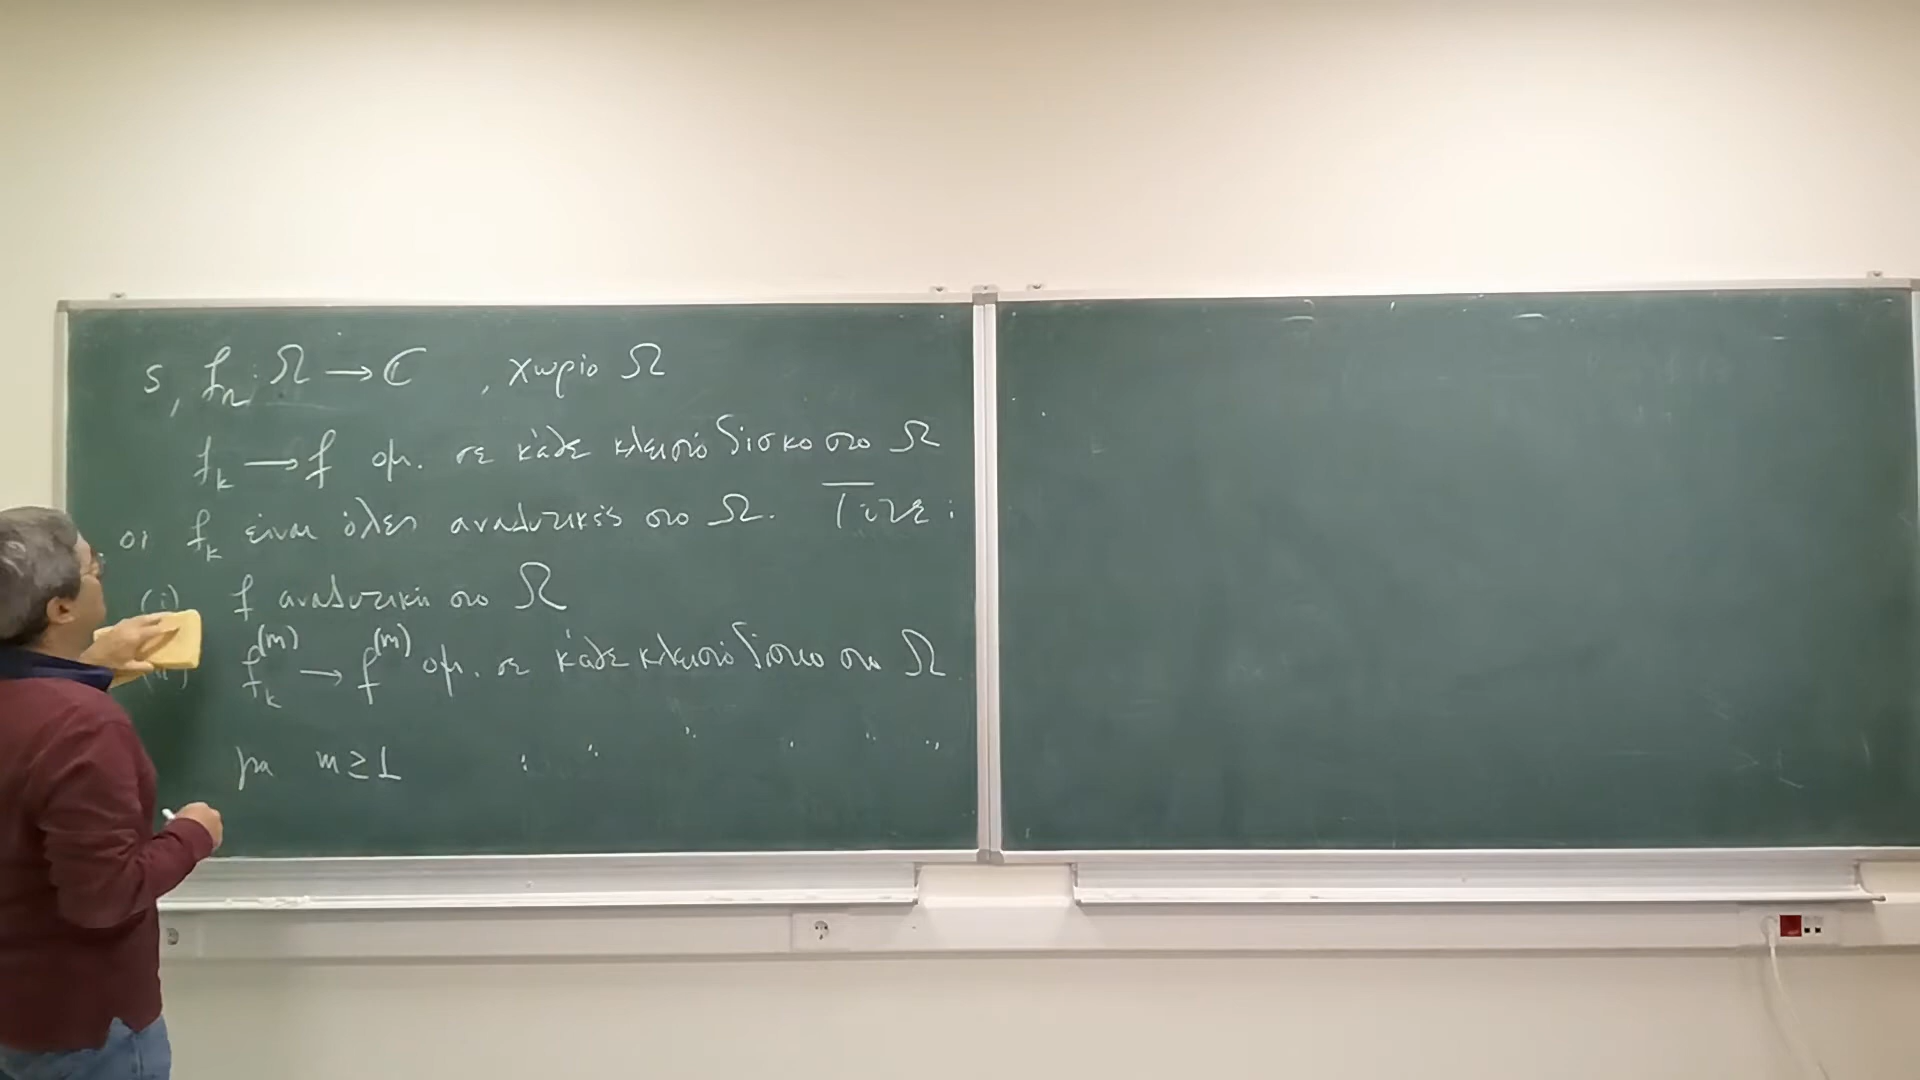 s, fₙ: Ω → ℂ , χωρίο Ω
fₖ → f ομ. σε κάθε κλειστό δίσκο στο Ω
οι fₖ είναι όλες αναλυτικές στο Ω. Τότε:
(i) f αναλυτική στο Ω
fₖ^(m) → f^(m) ομ. σε κάθε κλειστό δίσκο στο Ω
για m ≥ 1